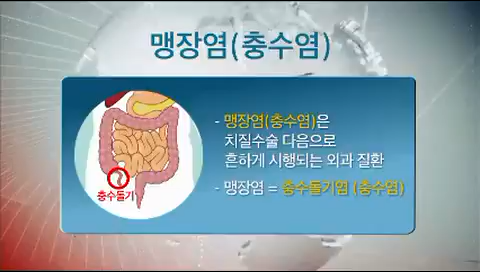 맹장염(충수염)
- 맹장염(충수염)은
치질수술 다음으로
흔하게 시행되는 외과 질환
- 맹장염 = 충수돌기염 (충수염)
충수돌기